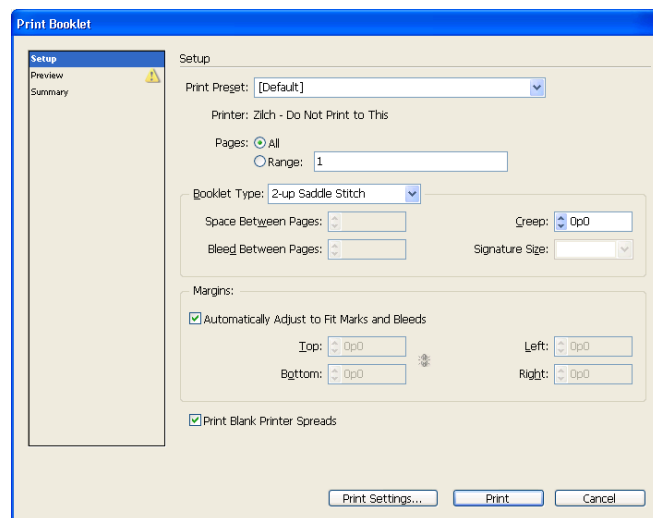 Print Booklet
Setup
Preview
Summary
Setup
Print Preset: [Default]
Printer: Zilch - Do Not Print to This
Pages: All
Range: 1
Booklet Type: 2-up Saddle Stitch
Space Between Pages: Creep: 0p0
Bleed Between Pages: Signature Size:
Margins:
Automatically Adjust to Fit Marks and Bleeds
Top: 0p0 Left: 0p0
Bottom: 0p0 Right: 0p0
Print Blank Printer Spreads
Print Settings... Print Cancel